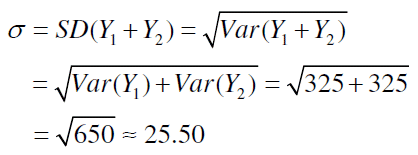 σ = SD(Y₁ + Y₂) = √Var(Y₁ + Y₂)
= √Var(Y₁) + Var(Y₂) = √325 + 325
= √650 ≈ 25.50